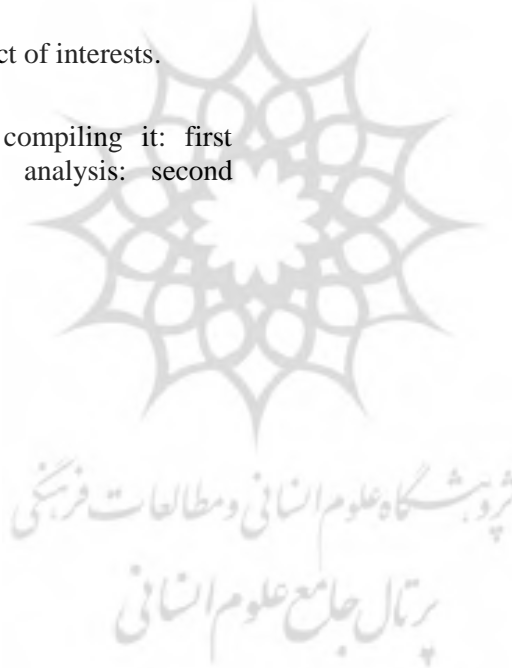 ct of interests.
compiling it: first
analysis: second
پژوهشگاه علوم انسانی و مطالعات فرهنگی
پرتال جامع علوم انسانی